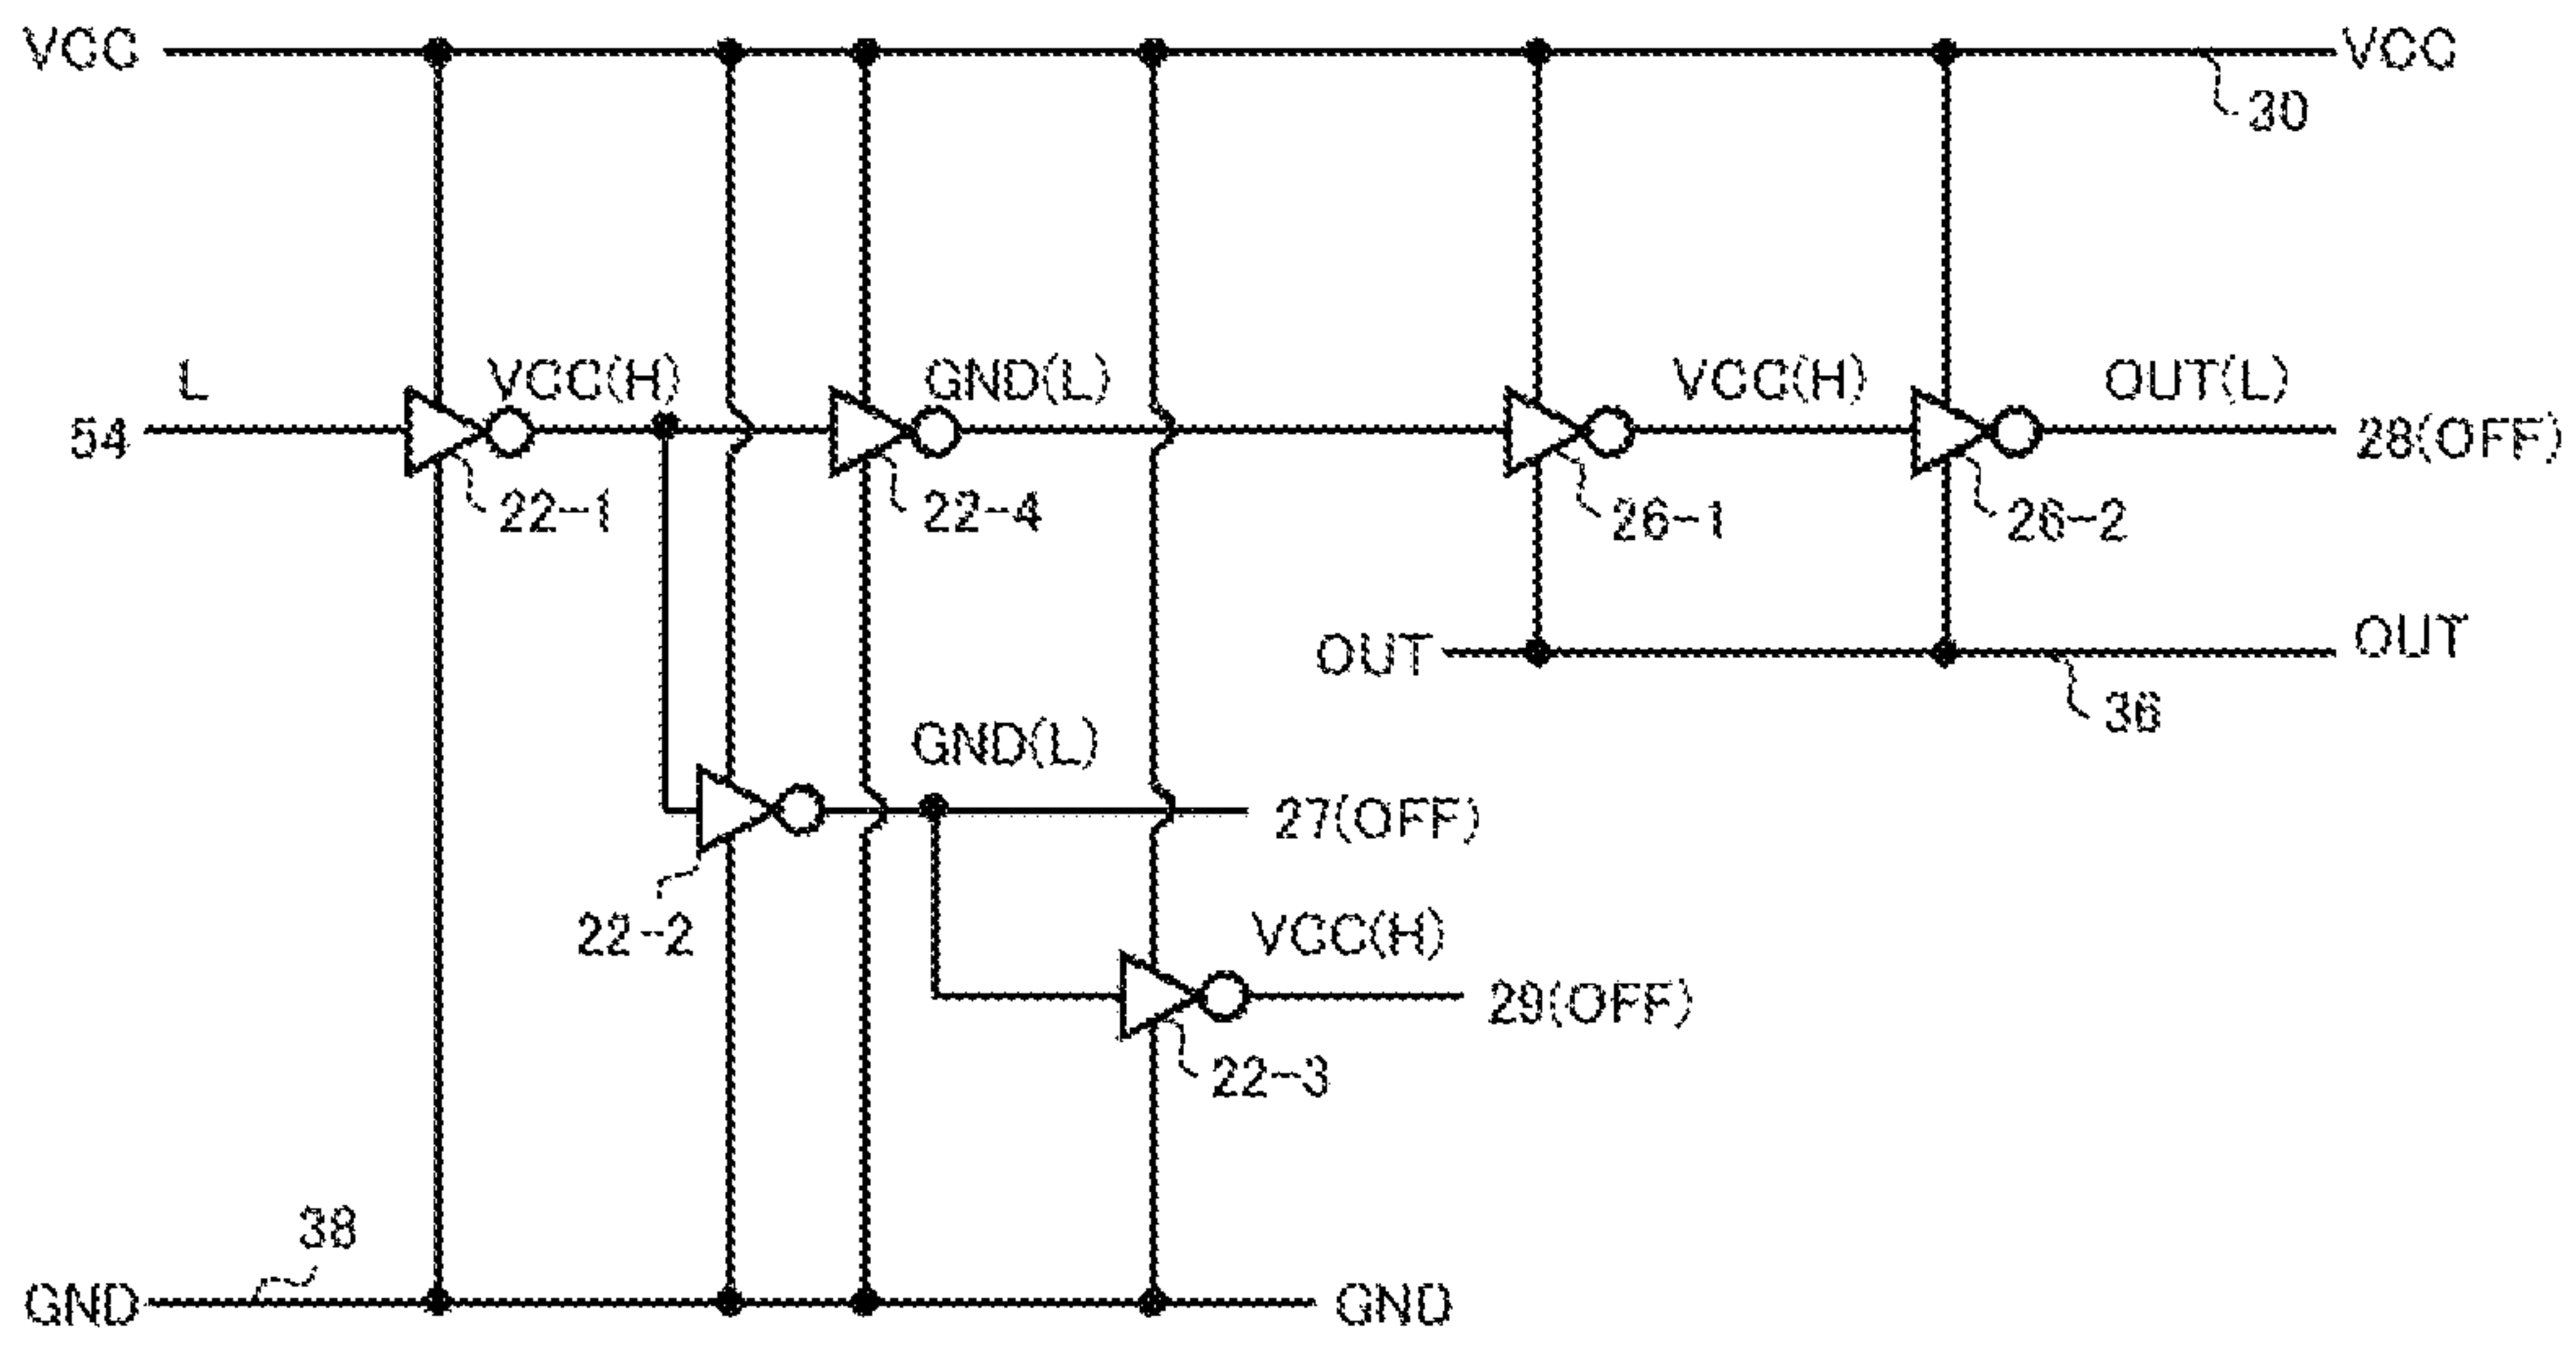 VCC VCC
30
L VCC(H) GND(L) VCC(H) OUT(L)
54 28(OFF)
22-1 22-4 26-1 26-2
OUT OUT
36
GND(L)
27(OFF)
22-2 VCC(H)
29(OFF)
22-3
38
GND GND